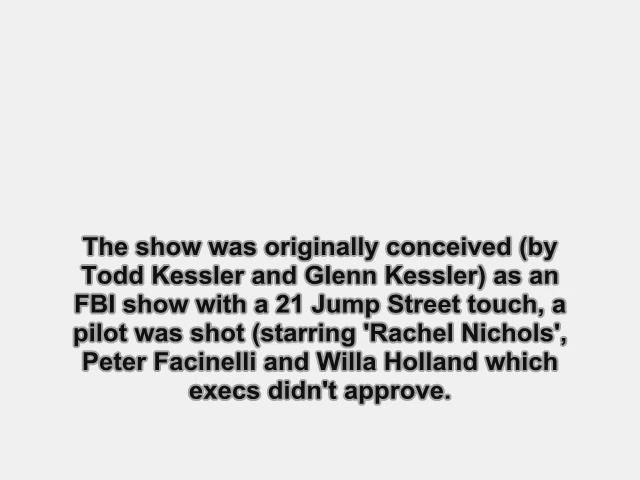 The show was originally conceived (by
Todd Kessler and Glenn Kessler) as an
FBI show with a 21 Jump Street touch, a
pilot was shot (starring 'Rachel Nichols',
Peter Facinelli and Willa Holland which
execs didn't approve.